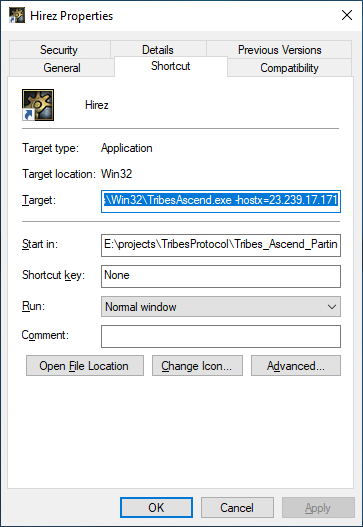 Hirez Properties
Security Details Previous Versions
General Shortcut Compatibility
Hirez
Target type: Application
Target location: Win32
Target: :\Win32\TribesAscend.exe -hostx=23.239.17.171
Start in: E:\projects\TribesProtocol\Tribes_Ascend_Partin
Shortcut key: None
Run: Normal window
Comment:
Open File Location Change Icon... Advanced...
OK Cancel Apply